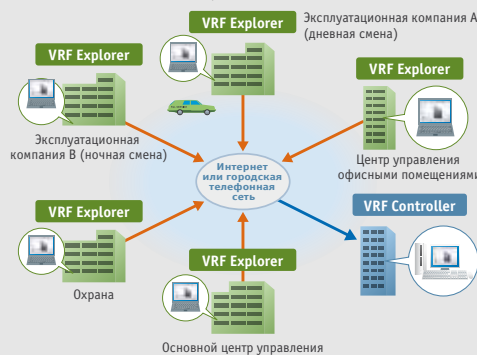 VRF Explorer
Эксплуатационная компания А
(дневная смена)
VRF Explorer
Эксплуатационная
компания В (ночная смена)
VRF Explorer
Центр управления
офисными помещениями
Интернет
или городская
телефонная
сеть
VRF Explorer
Охрана
VRF Controller
VRF Explorer
Основной центр управления